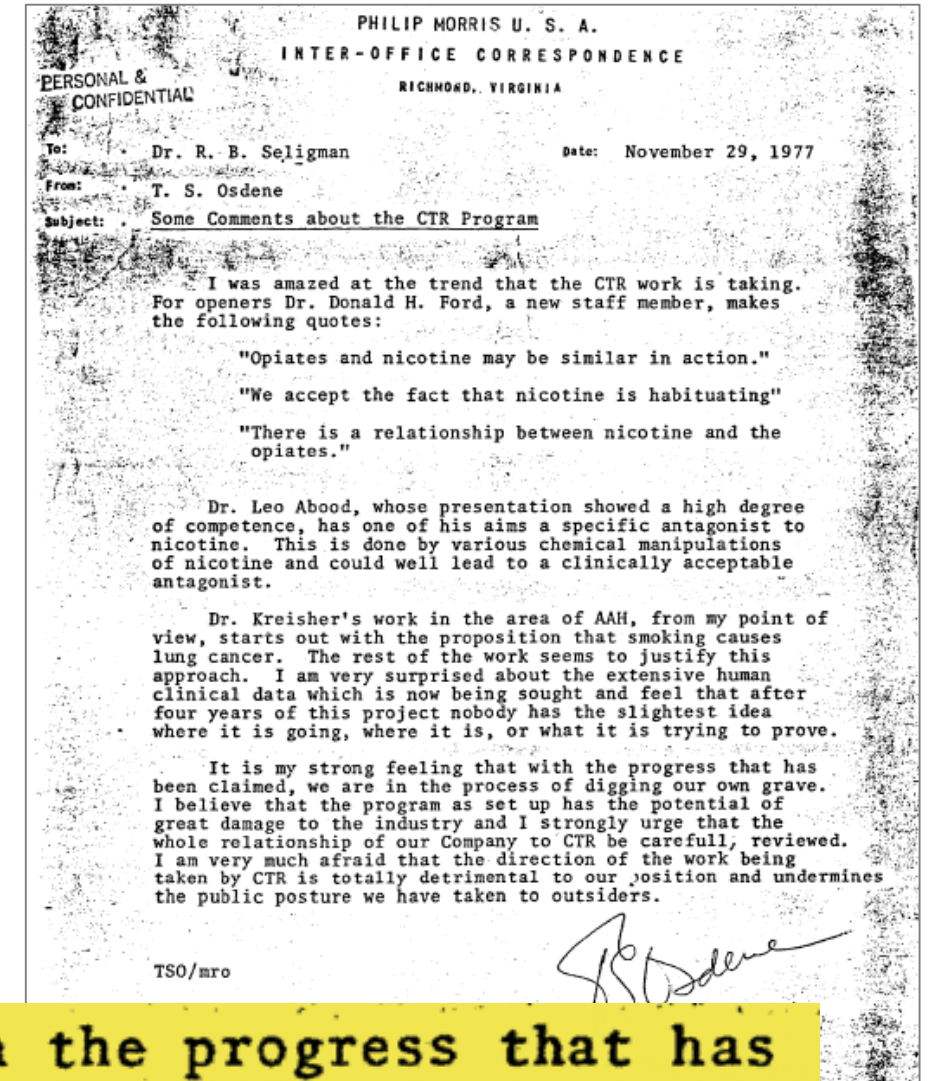 PHILIP MORRIS U. S. A.
INTER-OFFICE CORRESPONDENCE
RICHMOND, VIRGINIA
PERSONAL &
CONFIDENTIAL
To: Dr. R. B. Seligman Date: November 29, 1977
From: T. S. Osdene
Subject: Some Comments about the CTR Program
I was amazed at the trend that the CTR work is taking.
For openers Dr. Donald H. Ford, a new staff member, makes
the following quotes:
"Opiates and nicotine may be similar in action."
"We accept the fact that nicotine is habituating"
"There is a relationship between nicotine and the
opiates."
Dr. Leo Abood, whose presentation showed a high degree
of competence, has one of his aims a specific antagonist to
nicotine. This is done by various chemical manipulations
of nicotine and could well lead to a clinically acceptable
antagonist.
Dr. Kreisher's work in the area of AAH, from my point of
view, starts out with the proposition that smoking causes
lung cancer. The rest of the work seems to justify this
approach. I am very surprised about the extensive human
clinical data which is now being sought and feel that after
four years of this project nobody has the slightest idea
where it is going, where it is, or what it is trying to prove.
It is my strong feeling that with the progress that has
been claimed, we are in the process of digging our own grave.
I believe that the program as set up has the potential of
great damage to the industry and I strongly urge that the
whole relationship of our Company to CTR be carefull, reviewed.
I am very much afraid that the direction of the work being
taken by CTR is totally detrimental to our position and undermines
the public posture we have taken to outsiders.
TS Osdene
TSO/mro
the progress that has